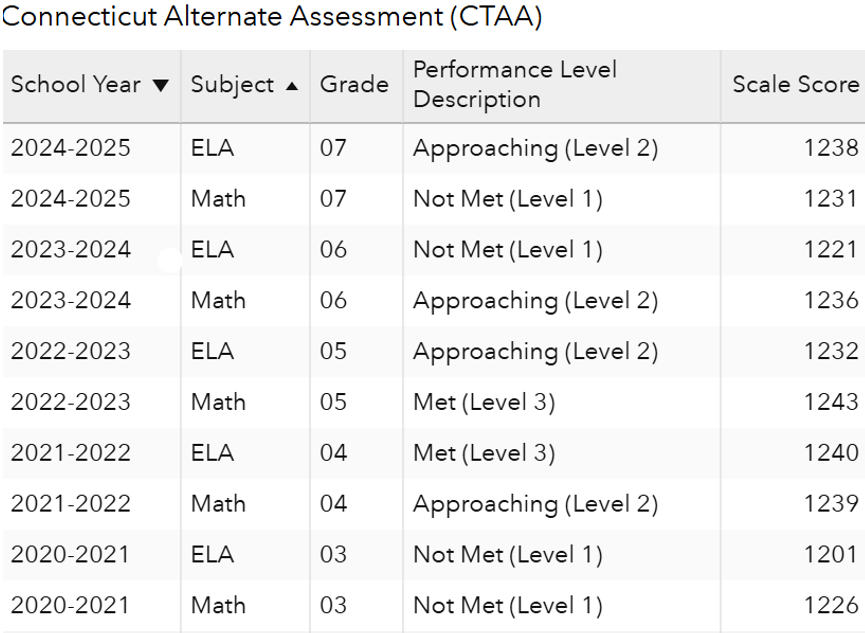 Connecticut Alternate Assessment (CTAA)
School Year ▼ Subject ▲ Grade Performance Level Description Scale Score
2024-2025 ELA 07 Approaching (Level 2) 1238
2024-2025 Math 07 Not Met (Level 1) 1231
2023-2024 ELA 06 Not Met (Level 1) 1221
2023-2024 Math 06 Approaching (Level 2) 1236
2022-2023 ELA 05 Approaching (Level 2) 1232
2022-2023 Math 05 Met (Level 3) 1243
2021-2022 ELA 04 Met (Level 3) 1240
2021-2022 Math 04 Approaching (Level 2) 1239
2020-2021 ELA 03 Not Met (Level 1) 1201
2020-2021 Math 03 Not Met (Level 1) 1226